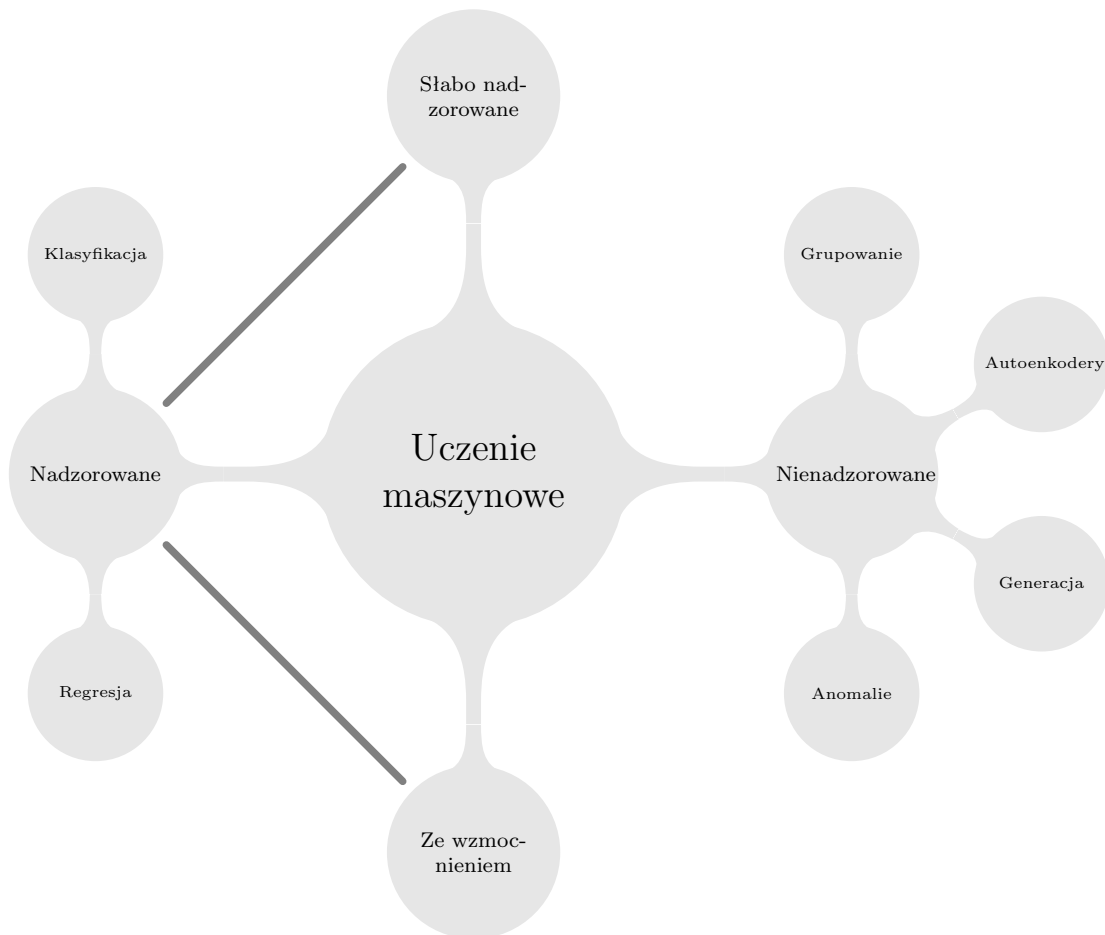 Słabo nad-
zorowane
Klasyfikacja
Grupowanie
Autoenkodery
Uczenie
maszynowe
Nadzorowane
Nienadzorowane
Generacja
Regresja
Anomalie
Ze wzmoc-
nieniem